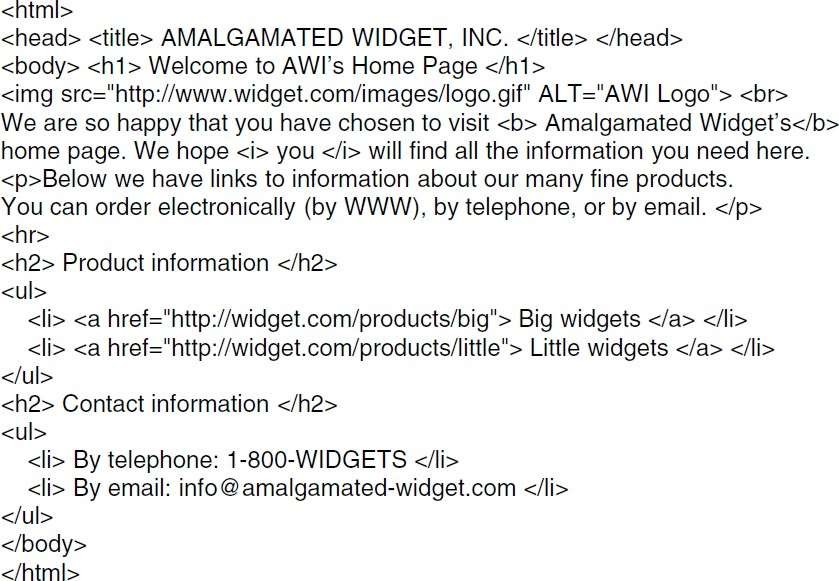 <html>
<head> <title> AMALGAMATED WIDGET, INC. </title> </head>
<body> <h1> Welcome to AWI’s Home Page </h1>
<img src="http://www.widget.com/images/logo.gif" ALT="AWI Logo"> <br>
We are so happy that you have chosen to visit <b> Amalgamated Widget’s</b>
home page. We hope <i> you </i> will find all the information you need here.
<p>Below we have links to information about our many fine products.
You can order electronically (by WWW), by telephone, or by email. </p>
<hr>
<h2> Product information </h2>
<ul>
<li> <a href="http://widget.com/products/big"> Big widgets </a> </li>
<li> <a href="http://widget.com/products/little"> Little widgets </a> </li>
</ul>
<h2> Contact information </h2>
<ul>
<li> By telephone: 1-800-WIDGETS </li>
<li> By email: info@amalgamated-widget.com </li>
</ul>
</body>
</html>